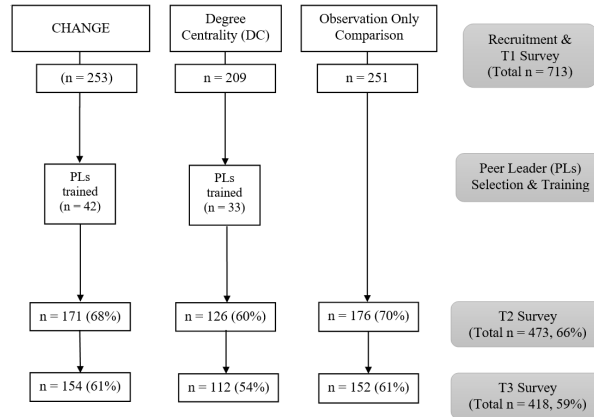 CHANGE
Degree
Centrality (DC)
Observation Only
Comparison
Recruitment &
T1 Survey
(Total n = 713)
(n = 253)
n = 209
n = 251
PLs
trained
(n = 42)
PLs
trained
(n = 33)
Peer Leader (PLs)
Selection & Training
n = 171 (68%)
n = 126 (60%)
n = 176 (70%)
T2 Survey
(Total n = 473, 66%)
n = 154 (61%)
n = 112 (54%)
n = 152 (61%)
T3 Survey
(Total n = 418, 59%)